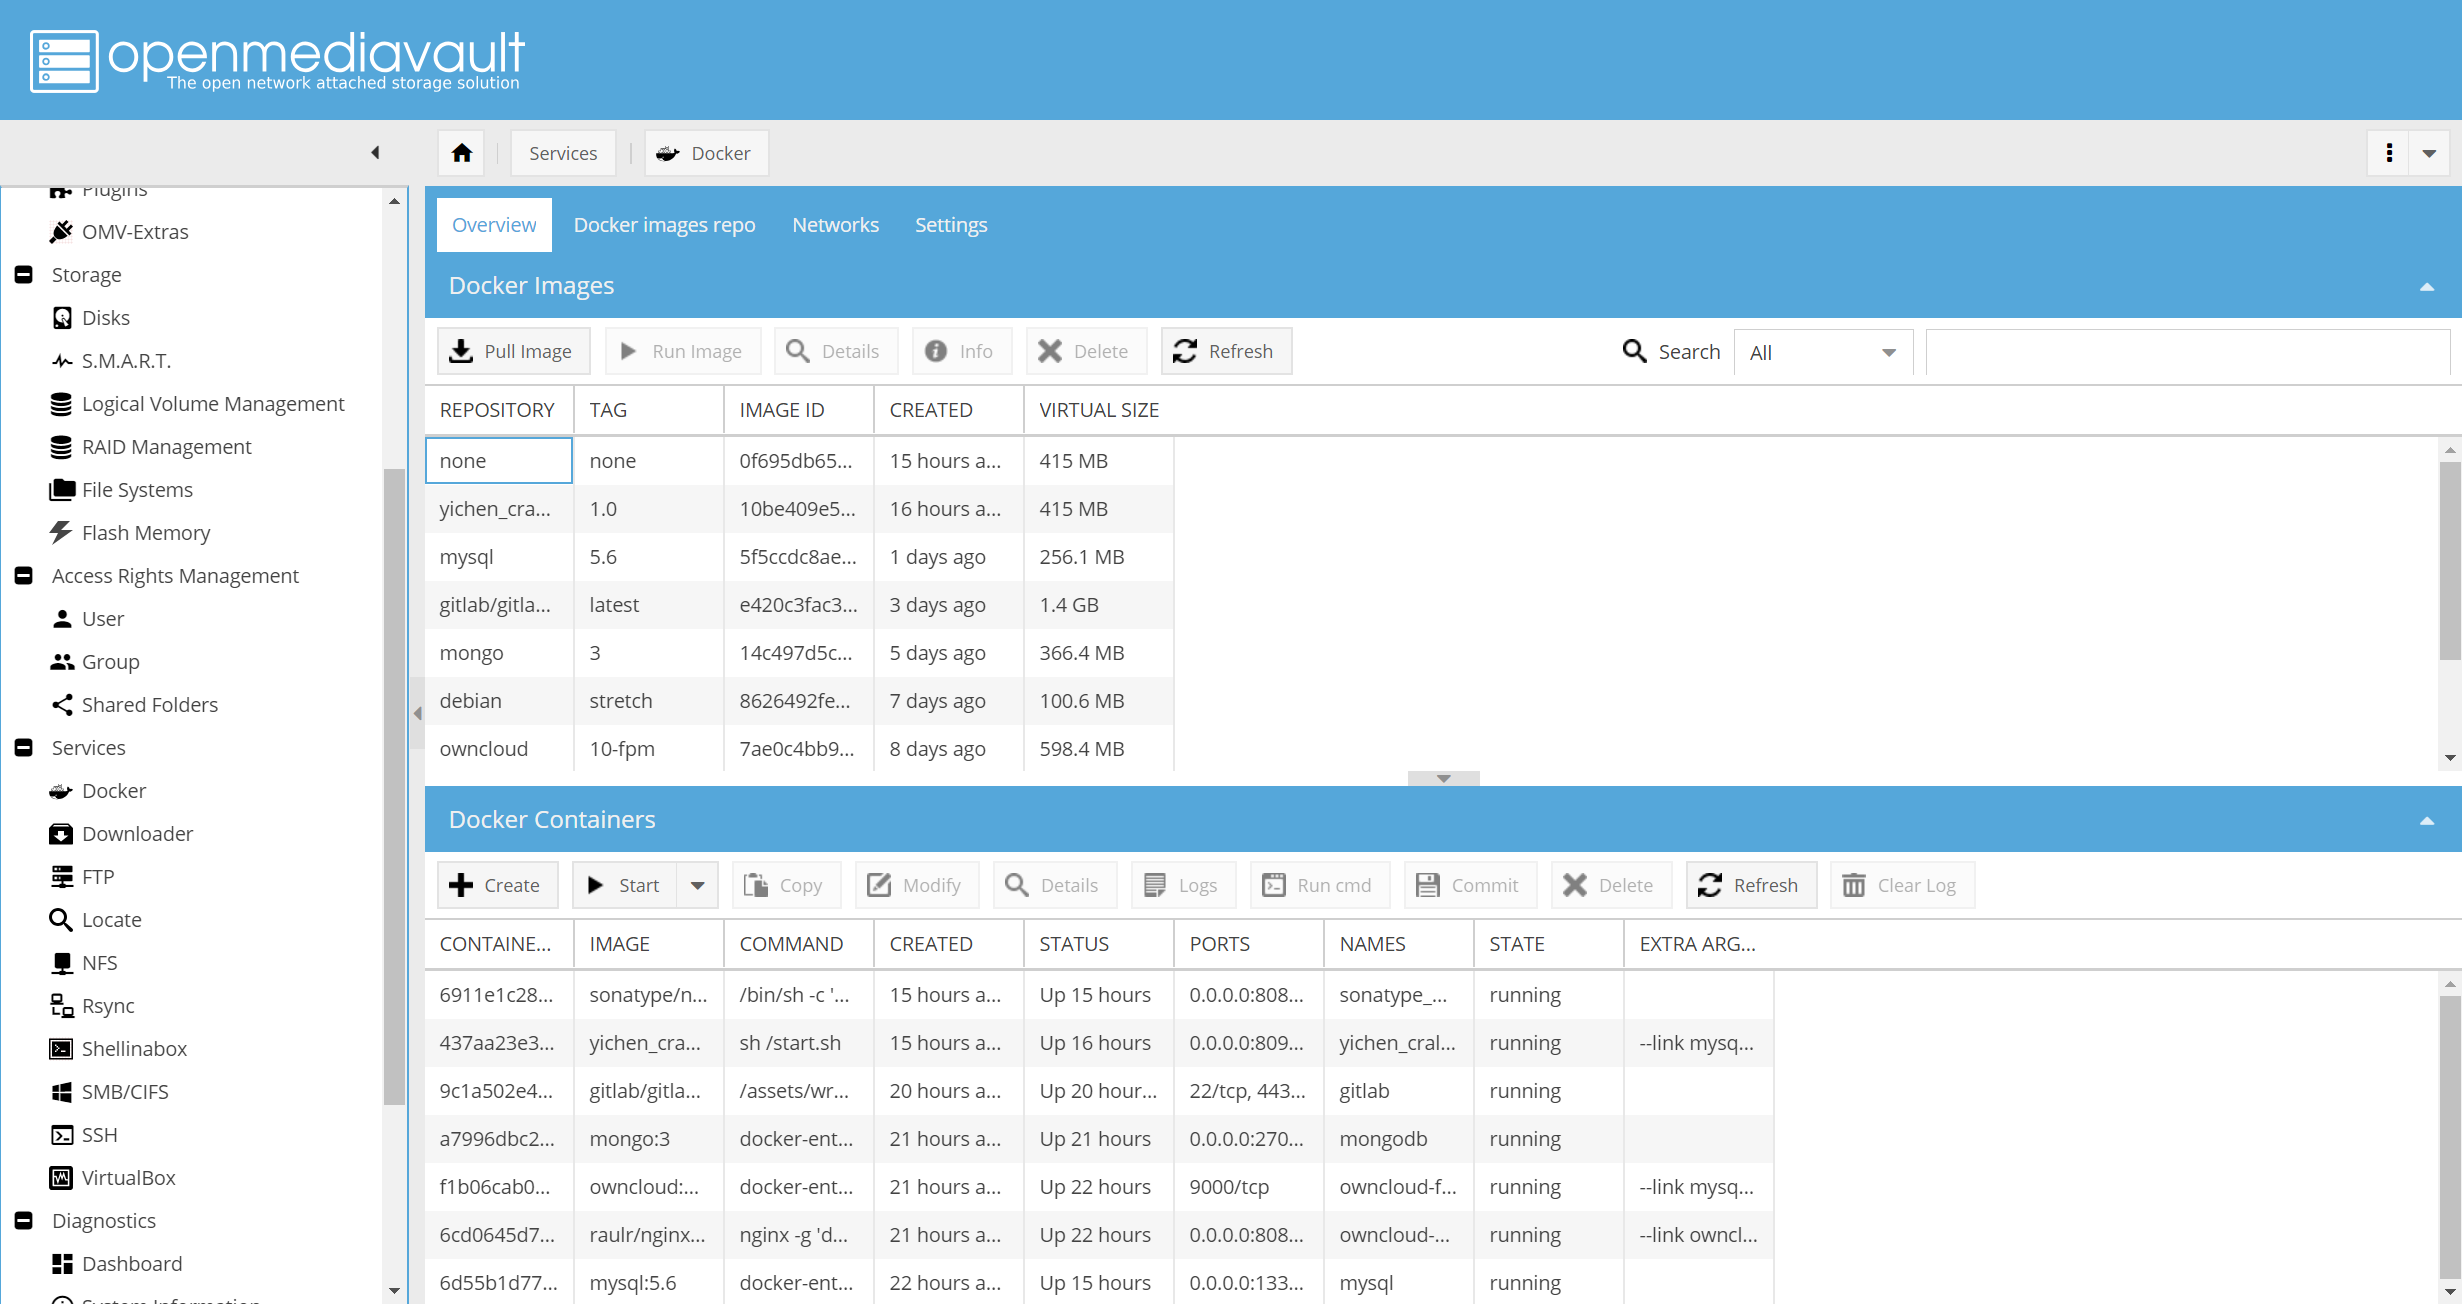 openmediavault
The open network attached storage solution
Services
Docker
Plugins
OMV-Extras
Storage
Disks
S.M.A.R.T.
Logical Volume Management
RAID Management
File Systems
Flash Memory
Access Rights Management
User
Group
Shared Folders
Services
Docker
Downloader
FTP
Locate
NFS
Rsync
Shellinabox
SMB/CIFS
SSH
VirtualBox
Diagnostics
Dashboard
System Information
Overview Docker images repo Networks Settings
Docker Images
Pull Image Run Image Details Info Delete Refresh Search All
REPOSITORY TAG IMAGE ID CREATED VIRTUAL SIZE
none none 0f695db65... 15 hours a... 415 MB
yichen_cra... 1.0 10be409e5... 16 hours a... 415 MB
mysql 5.6 5f5ccdc8ae... 1 days ago 256.1 MB
gitlab/gitla... latest e420c3fac3... 3 days ago 1.4 GB
mongo 3 14c497d5c... 5 days ago 366.4 MB
debian stretch 8626492fe... 7 days ago 100.6 MB
owncloud 10-fpm 7ae0c4bb9... 8 days ago 598.4 MB
Docker Containers
Create Start Copy Modify Details Logs Run cmd Commit Delete Refresh Clear Log
CONTAINE... IMAGE COMMAND CREATED STATUS PORTS NAMES STATE EXTRA ARG...
6911e1c28... sonatype/n... /bin/sh -c '... 15 hours a... Up 15 hours 0.0.0.0:808... sonatype_... running
437aa23e3... yichen_cra... sh /start.sh 15 hours a... Up 16 hours 0.0.0.0:809... yichen_cral... running --link mysq...
9c1a502e4... gitlab/gitla... /assets/wr... 20 hours a... Up 20 hour... 22/tcp, 443... gitlab running
a7996dbc2... mongo:3 docker-ent... 21 hours a... Up 21 hours 0.0.0.0:270... mongodb running
f1b06cab0... owncloud:... docker-ent... 21 hours a... Up 22 hours 9000/tcp owncloud-f... running --link mysq...
6cd0645d7... raulr/nginx... nginx -g 'd... 21 hours a... Up 22 hours 0.0.0.0:808... owncloud-... running --link owncl...
6d55b1d77... mysql:5.6 docker-ent... 22 hours a... Up 15 hours 0.0.0.0:133... mysql running